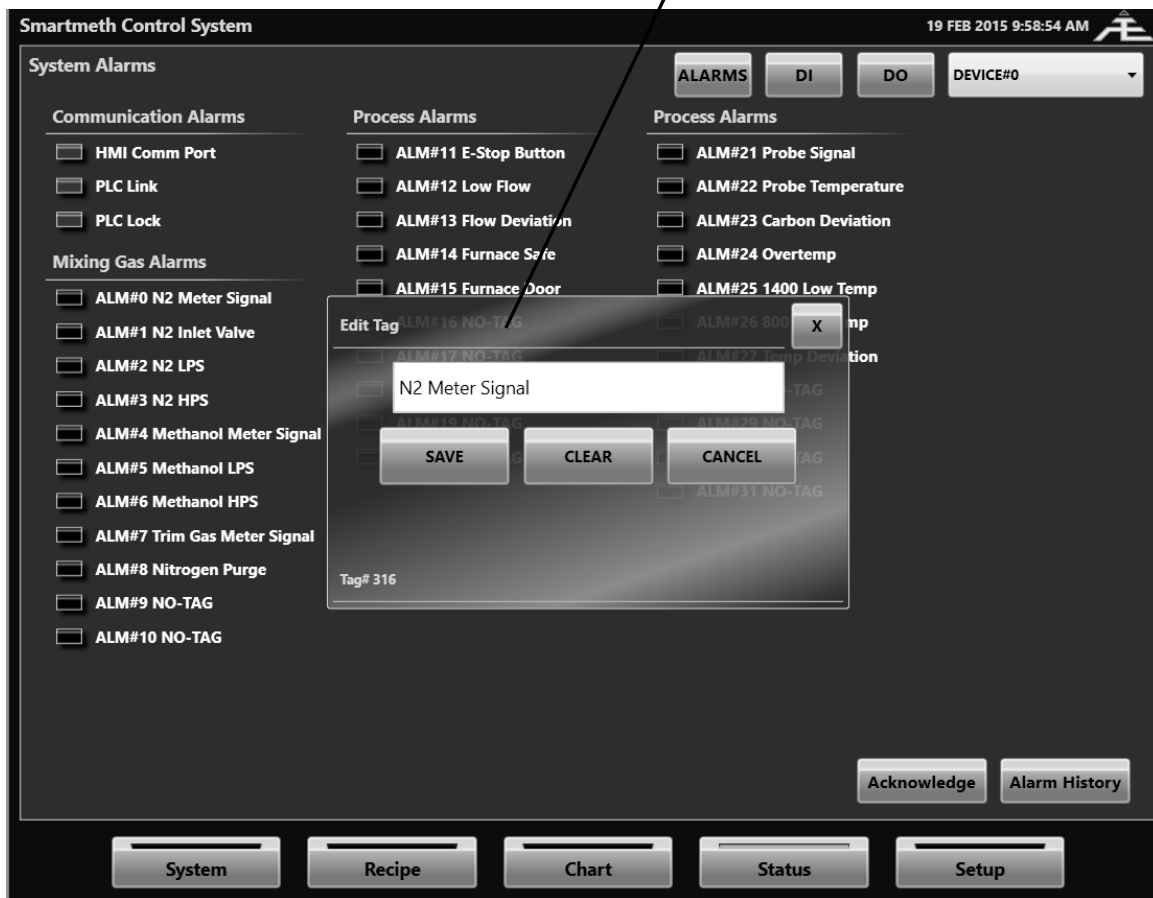 Smartmeth Control System
19 FEB 2015 9:58:54 AM
System Alarms
ALARMS
DI
DO
DEVICE#0
Communication Alarms
HMI Comm Port
PLC Link
PLC Lock
Mixing Gas Alarms
ALM#0 N2 Meter Signal
ALM#1 N2 Inlet Valve
ALM#2 N2 LPS
ALM#3 N2 HPS
ALM#4 Methanol Meter Signal
ALM#5 Methanol LPS
ALM#6 Methanol HPS
ALM#7 Trim Gas Meter Signal
ALM#8 Nitrogen Purge
ALM#9 NO-TAG
ALM#10 NO-TAG
Process Alarms
ALM#11 E-Stop Button
ALM#12 Low Flow
ALM#13 Flow Deviation
ALM#14 Furnace Safe
ALM#15 Furnace Door
ALM#16 NO-TAG
ALM#17 NO-TAG
ALM#19 NO-TAG
Process Alarms
ALM#21 Probe Signal
ALM#22 Probe Temperature
ALM#23 Carbon Deviation
ALM#24 Overtemp
ALM#25 1400 Low Temp
ALM#26 800
ALM#27 Temp Deviation
-TAG
ALM#29 NO-TAG
TAG
ALM#31 NO-TAG
Edit Tag
X
N2 Meter Signal
SAVE
CLEAR
CANCEL
Tag# 316
Acknowledge
Alarm History
System
Recipe
Chart
Status
Setup